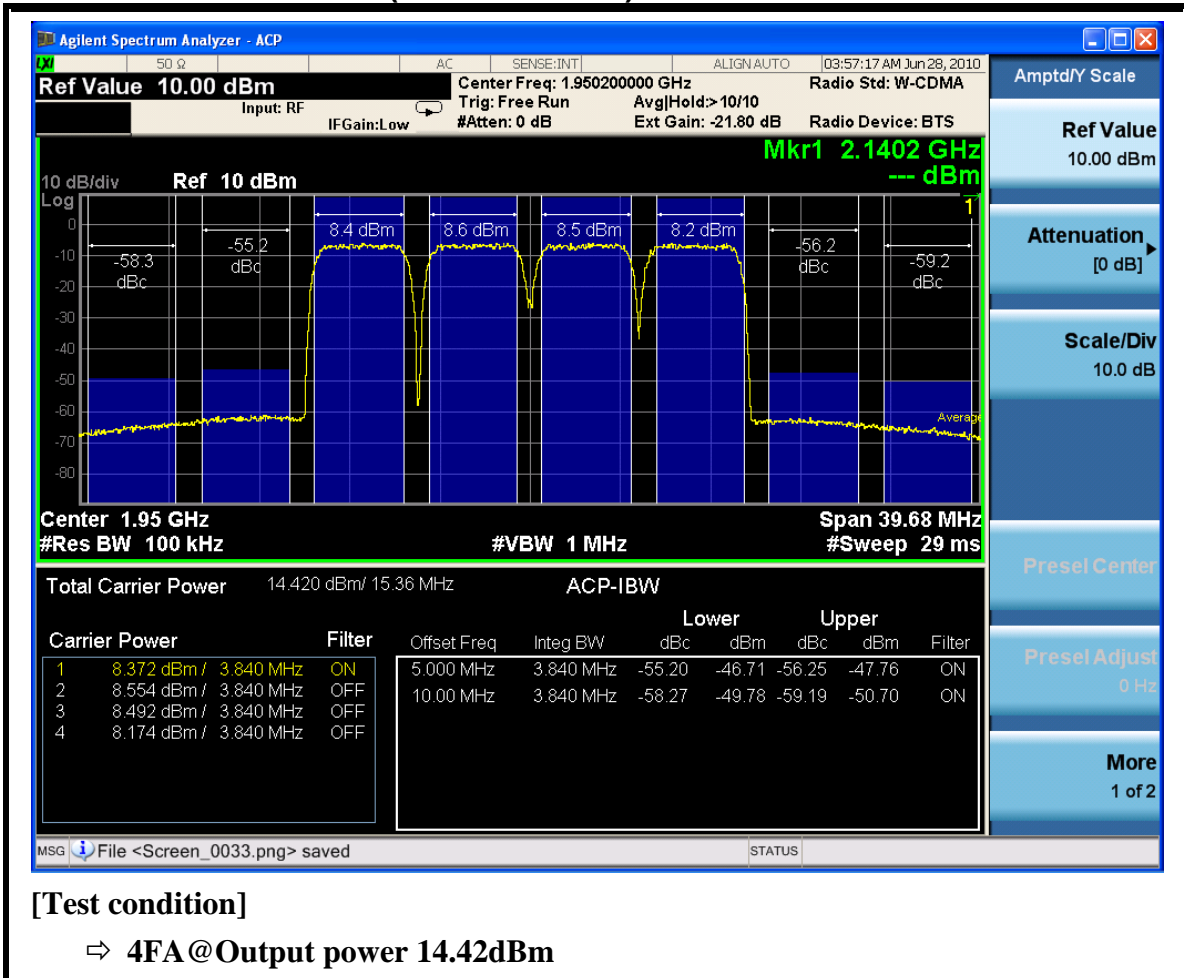 Agilent Spectrum Analyzer - ACP
LXI 50 Ω AC SENSE:INT ALIGN AUTO 03:57:17 AM Jun 28, 2010
Ref Value 10.00 dBm
Input: RF
IFGain:Low
Center Freq: 1.950200000 GHz
Trig: Free Run Avg|Hold:> 10/10
#Atten: 0 dB Ext Gain: -21.80 dB
Radio Std: W-CDMA
Radio Device: BTS
Mkr1 2.1402 GHz
--- dBm
10 dB/div Ref 10 dBm
Log
1
0
-10
-20
-30
-40
-50
-60
-70
-80
-58.3
dBc
-55.2
dBc
8.4 dBm
8.6 dBm
8.5 dBm
8.2 dBm
-56.2
dBc
-59.2
dBc
Average
Center 1.95 GHz Span 39.68 MHz
#Res BW 100 kHz #VBW 1 MHz #Sweep 29 ms
Total Carrier Power 14.420 dBm/ 15.36 MHz ACP-IBW
Lower Upper
Carrier Power Filter Offset Freq Integ BW dBc dBm dBc dBm Filter
1 8.372 dBm / 3.840 MHz ON
2 8.554 dBm / 3.840 MHz OFF
3 8.492 dBm / 3.840 MHz OFF
4 8.174 dBm / 3.840 MHz OFF
5.000 MHz 3.840 MHz -55.20 -46.71 -56.25 -47.76 ON
10.00 MHz 3.840 MHz -58.27 -49.78 -59.19 -50.70 ON
Amptd/Y Scale
Ref Value
10.00 dBm
Attenuation
[0 dB]
Scale/Div
10.0 dB
Presel Center
Presel Adjust
0 Hz
More
1 of 2
MSG File <Screen_0033.png> saved STATUS
[Test condition]
⇨ 4FA@Output power 14.42dBm